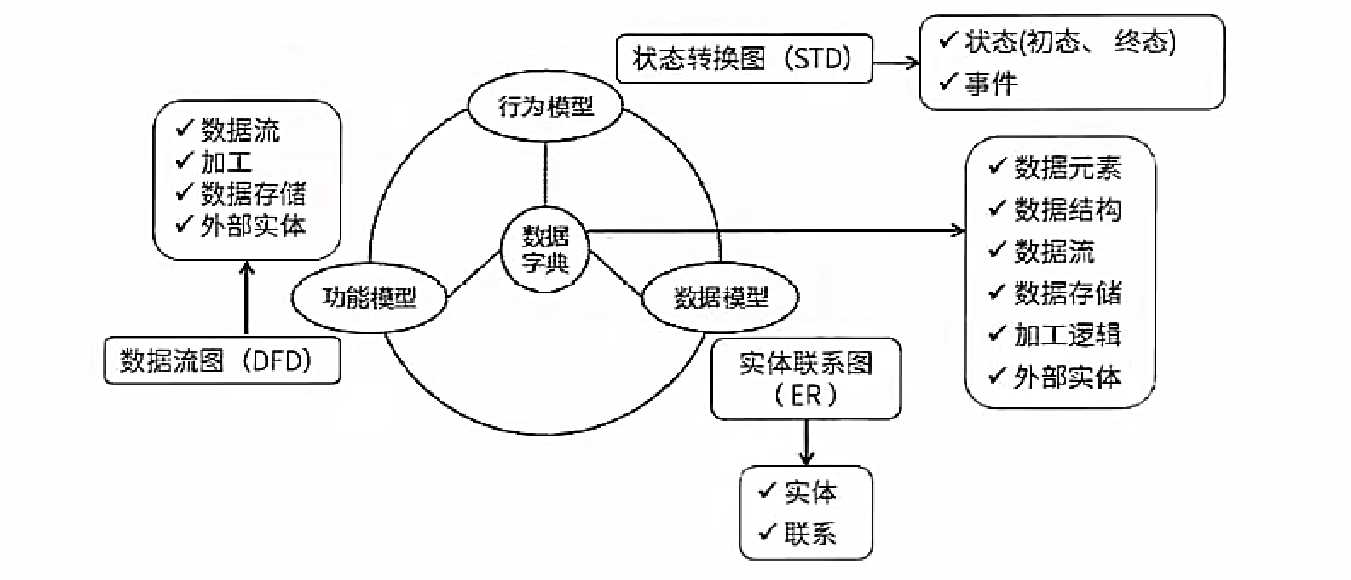 状态转换图（STD）
✓ 状态(初态、 终态)
✓ 事件
行为模型
✓ 数据流
✓ 加工
✓ 数据存储
✓ 外部实体
数据
字典
功能模型
数据模型
✓ 数据元素
✓ 数据结构
✓ 数据流
✓ 数据存储
✓ 加工逻辑
✓ 外部实体
数据流图（DFD）
实体联系图
（ER）
✓ 实体
✓ 联系